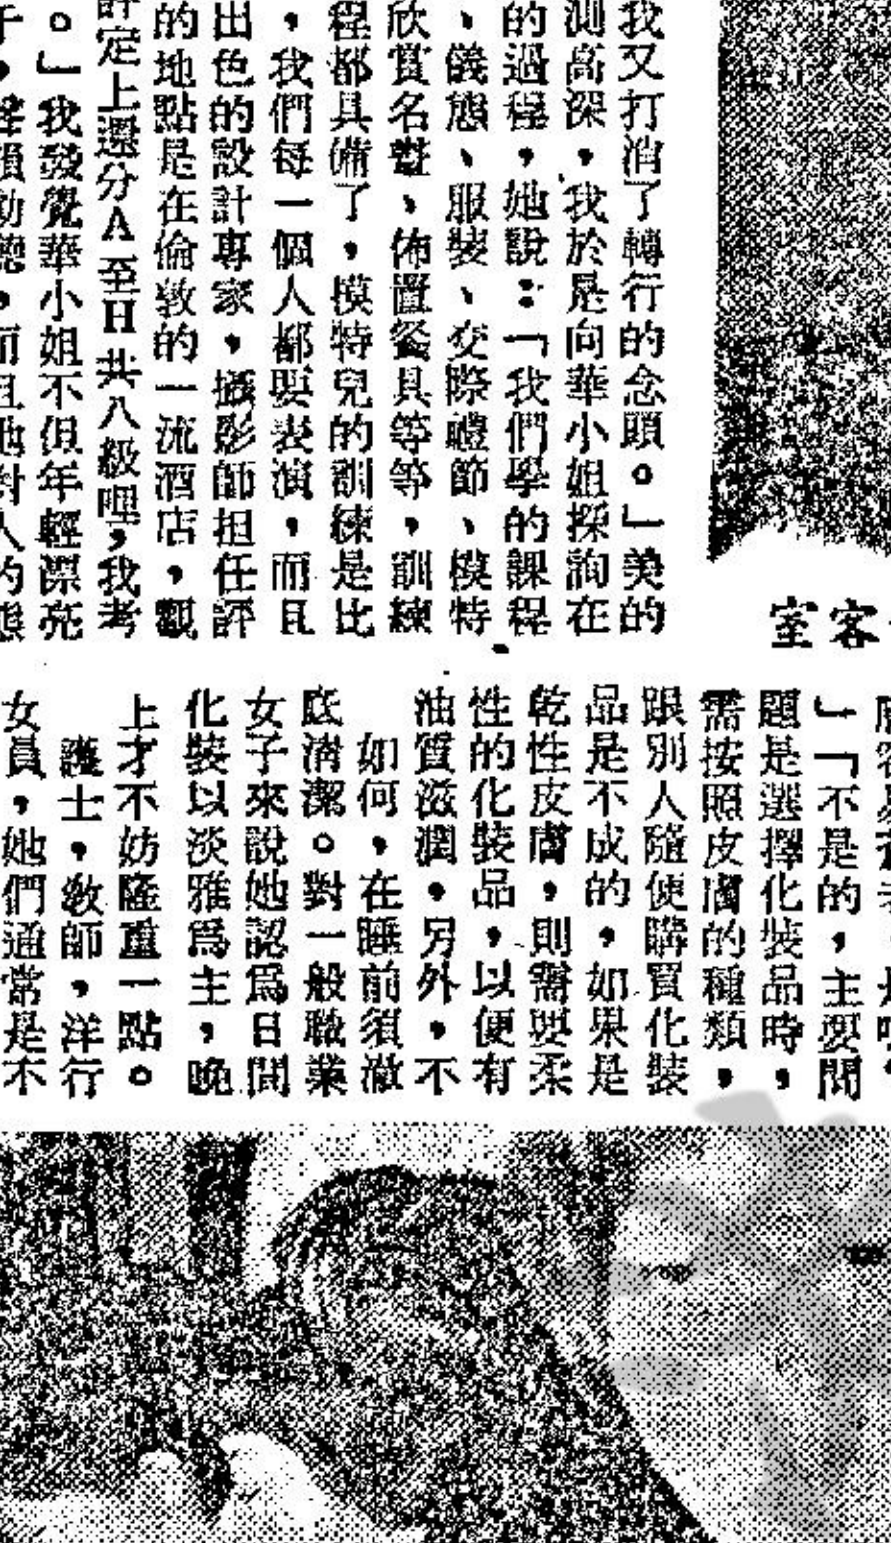 我又打消了轉行的念頭。」美的
測高深，我於是向華小姐探詢在
的過程，她說：「我們學的課程
、儀態、服裝、交際禮節、模特
欣賞名畫、佈置餐具等等，訓練
程都具備了，模特兒的訓練是比
，我們每一個人都要表演，而且
出色的設計專家，攝影師担任評
的地點是在倫敦的一流酒店，觀
評定上還分A至H共八級哩，我考
。」我發覺華小姐不但年輕漂亮
而且她對人的態
客室
」「不是的，主要問
題是選擇化裝品時，
需按照皮膚的種類，
跟別人隨便購買化裝
品是不成的，如果是
乾性皮膚，則需要柔
性的化裝品，以便有
油質滋潤，另外，不
如何，在睡前須澈
底清潔。對一般職業
女子來說她認爲日間
化裝以淡雅爲主，晚
上才不妨隆重一點。
護士，教師，洋行
女員，她們通常是不